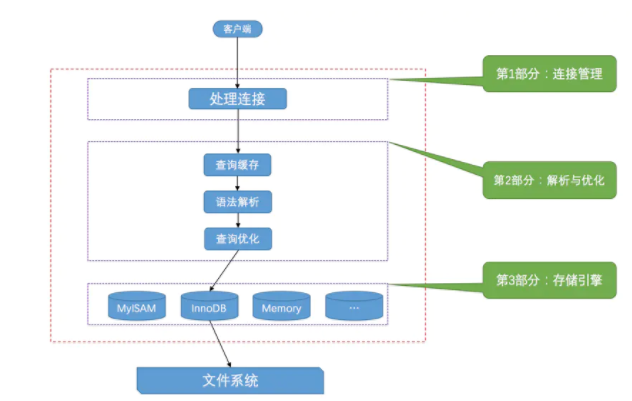 客户端
第1部分：连接管理
处理连接
查询缓存
第2部分：解析与优化
语法解析
查询优化
第3部分：存储引擎
MyISAM
InnoDB
Memory
...
文件系统